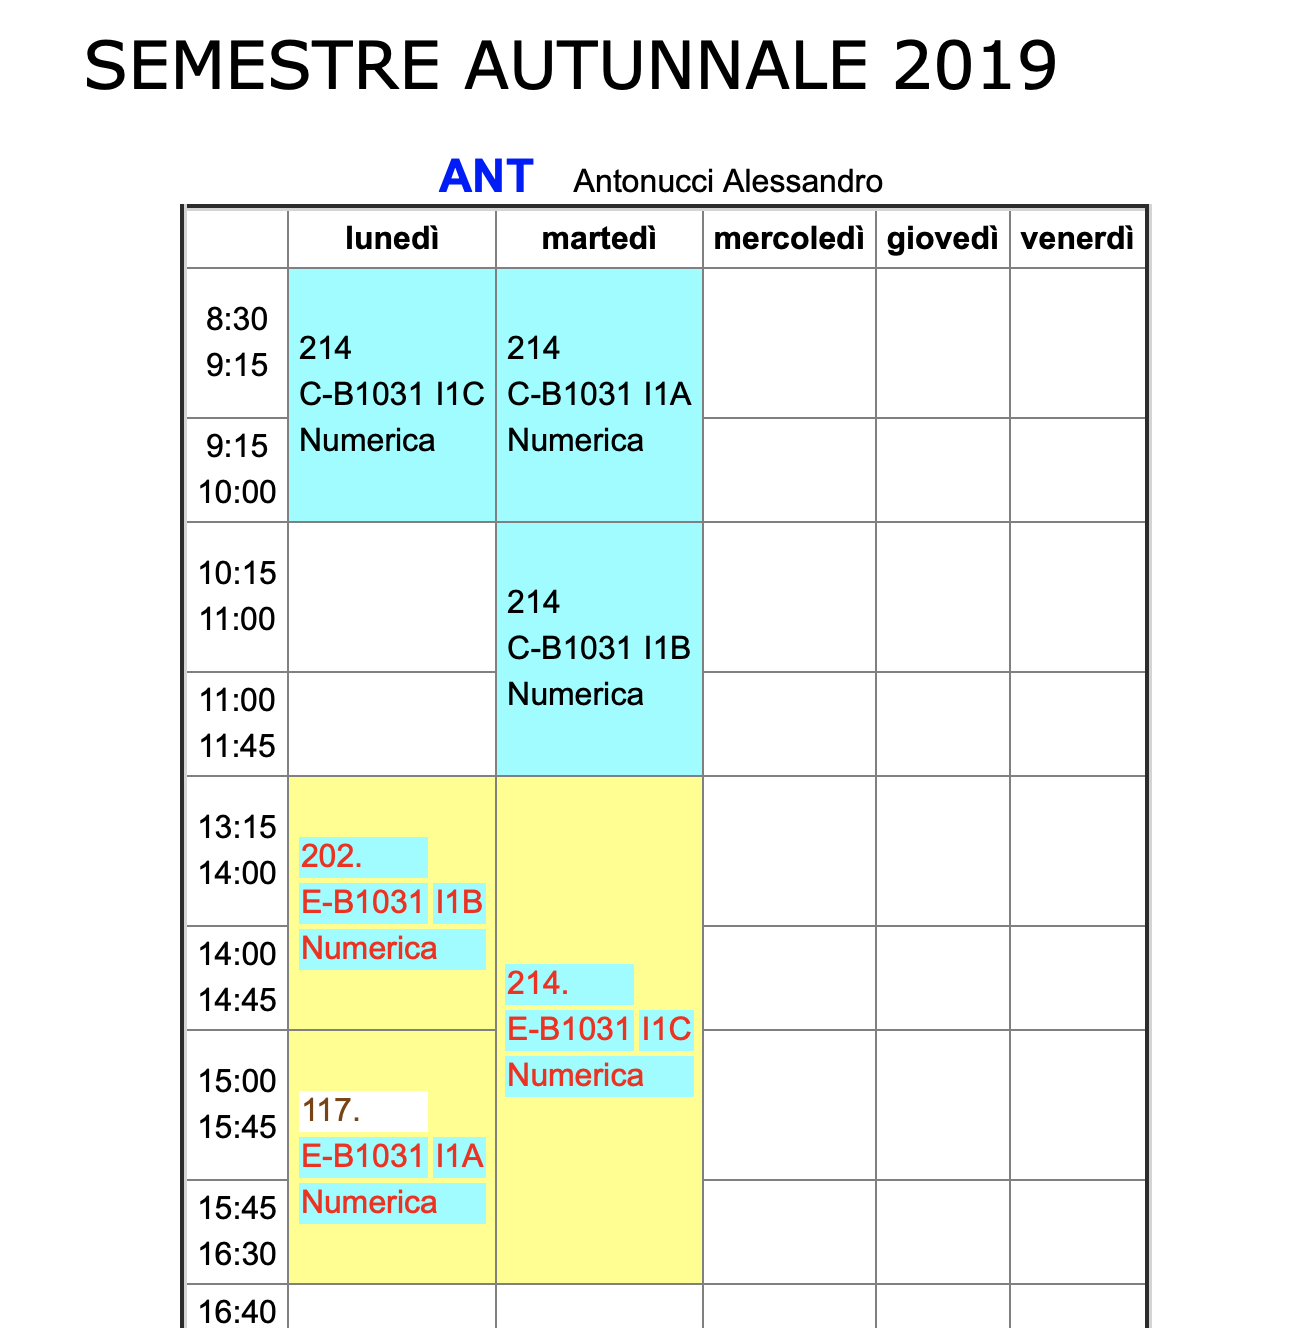 SEMESTRE AUTUNNALE 2019
ANT Antonucci Alessandro
lunedì martedì mercoledì giovedì venerdì
8:30
9:15
214
C-B1031 I1C
Numerica
214
C-B1031 I1A
Numerica
9:15
10:00
10:15
11:00
214
C-B1031 I1B
Numerica
11:00
11:45
13:15
14:00
202.
E-B1031 I1B
Numerica
214.
E-B1031 I1C
Numerica
14:00
14:45
15:00
15:45
117.
E-B1031 I1A
Numerica
15:45
16:30
16:40